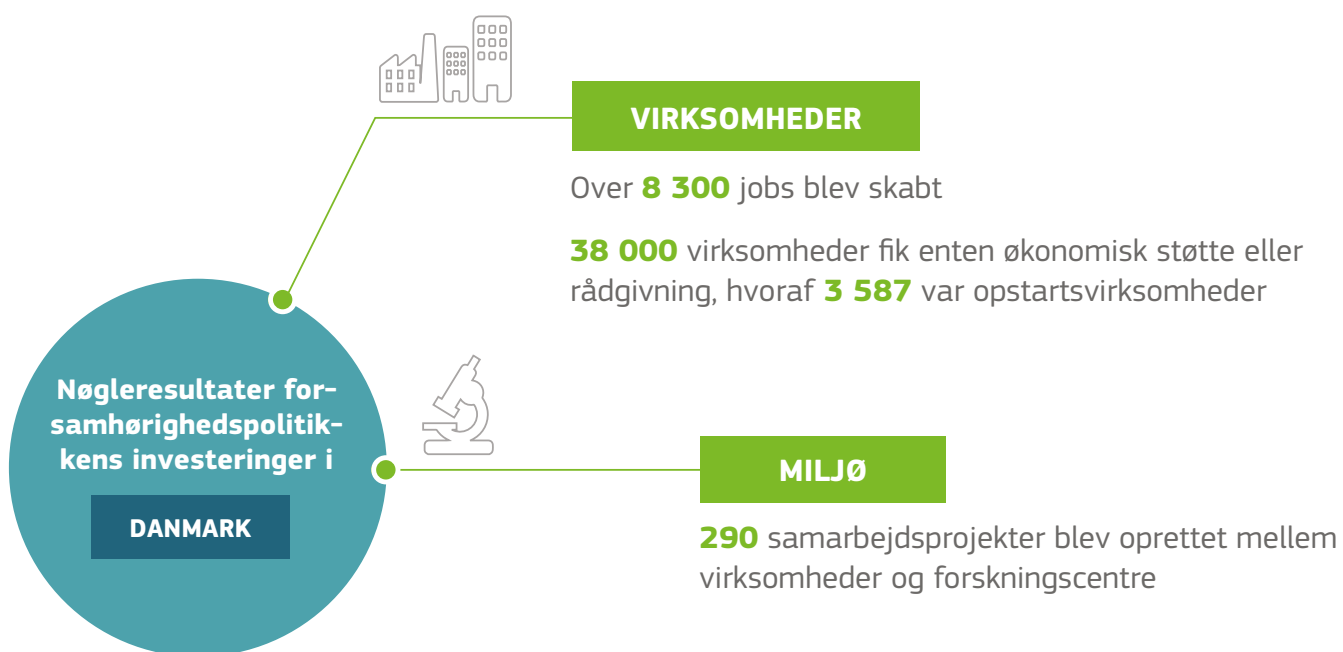 VIRKSOMHEDER
Over 8 300 jobs blev skabt
38 000 virksomheder fik enten økonomisk støtte eller
rådgivning, hvoraf 3 587 var opstartsvirksomheder
Nøgleresultater for-
samhørighedspolitik-
kens investeringer i
DANMARK
MILJØ
290 samarbejdsprojekter blev oprettet mellem
virksomheder og forskningscentre